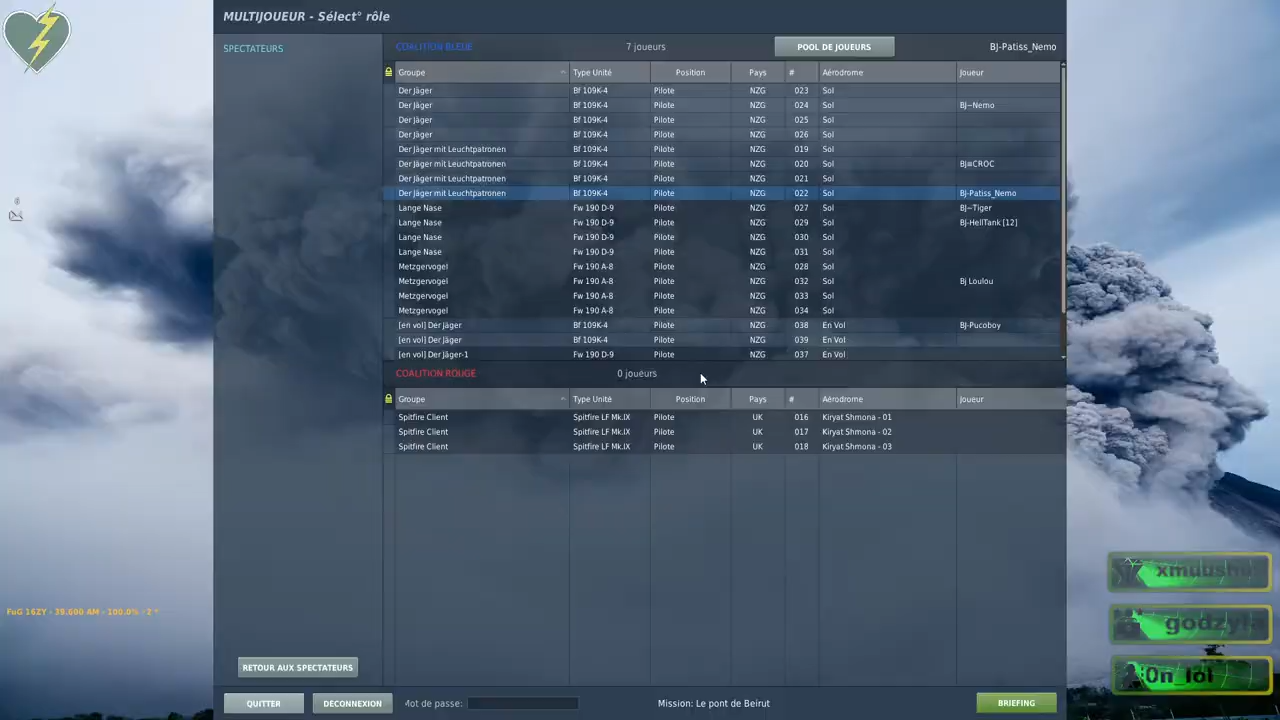 MULTIJOUEUR - Sélect° rôle
SPECTATEURS
COALITION BLEUE 7 joueurs POOL DE JOUEURS BJ-Patiss_Nemo
Groupe Type Unité Position Pays # Aérodrome Joueur
Der Jäger Bf 109K-4 Pilote NZG 023 Sol
Der Jäger Bf 109K-4 Pilote NZG 024 Sol BJ~Nemo
Der Jäger Bf 109K-4 Pilote NZG 025 Sol
Der Jäger Bf 109K-4 Pilote NZG 026 Sol
Der Jäger mit Leuchtpatronen Bf 109K-4 Pilote NZG 019 Sol
Der Jäger mit Leuchtpatronen Bf 109K-4 Pilote NZG 020 Sol BJ≡CROC
Der Jäger mit Leuchtpatronen Bf 109K-4 Pilote NZG 021 Sol
Der Jäger mit Leuchtpatronen Bf 109K-4 Pilote NZG 022 Sol BJ-Patiss_Nemo
Lange Nase Fw 190 D-9 Pilote NZG 027 Sol BJ~Tiger
Lange Nase Fw 190 D-9 Pilote NZG 029 Sol BJ-HellTank [12]
Lange Nase Fw 190 D-9 Pilote NZG 030 Sol
Lange Nase Fw 190 D-9 Pilote NZG 031 Sol
Metzgervogel Fw 190 A-8 Pilote NZG 028 Sol
Metzgervogel Fw 190 A-8 Pilote NZG 032 Sol Bj Loulou
Metzgervogel Fw 190 A-8 Pilote NZG 033 Sol
Metzgervogel Fw 190 A-8 Pilote NZG 034 Sol
[en vol] Der Jäger Bf 109K-4 Pilote NZG 038 En Vol BJ-Pucoboy
[en vol] Der Jäger Bf 109K-4 Pilote NZG 039 En Vol
[en vol] Der Jäger-1 Fw 190 D-9 Pilote NZG 037 En Vol
COALITION ROUGE 0 joueurs
Groupe Type Unité Position Pays # Aérodrome Joueur
Spitfire Client Spitfire LF Mk.IX Pilote UK 016 Kiryat Shmona - 01
Spitfire Client Spitfire LF Mk.IX Pilote UK 017 Kiryat Shmona - 02
Spitfire Client Spitfire LF Mk.IX Pilote UK 018 Kiryat Shmona - 03
FuG 16ZY - 39.600 AM - 100.0%
godzyla
0n_lol
RETOUR AUX SPECTATEURS
QUITTER DECONNEXION Mot de passe: Mission: Le pont de Beirut BRIEFING